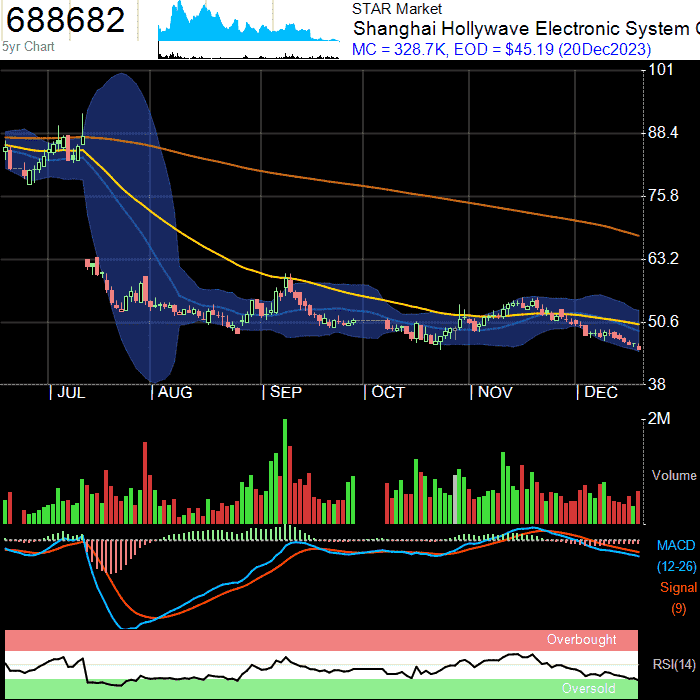 688682
5yr Chart
STAR Market
Shanghai Hollywave Electronic System C
MC = 328.7K, EOD = $45.19 (20Dec2023)
101
88.4
75.8
63.2
50.6
38
JUL AUG SEP OCT NOV DEC
2M
Volume
MACD
(12-26)
Signal
(9)
Overbought
RSI(14)
Oversold